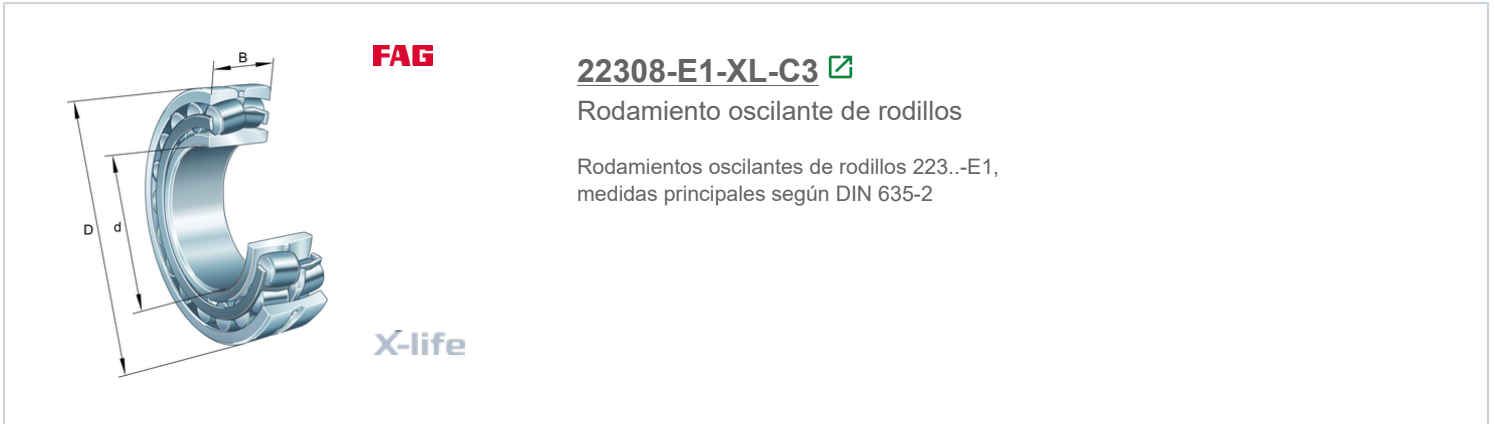 FAG
B
D
d
X-life
22308-E1-XL-C3
Rodamiento oscilante de rodillos
Rodamientos oscilantes de rodillos 223..-E1,
medidas principales según DIN 635-2